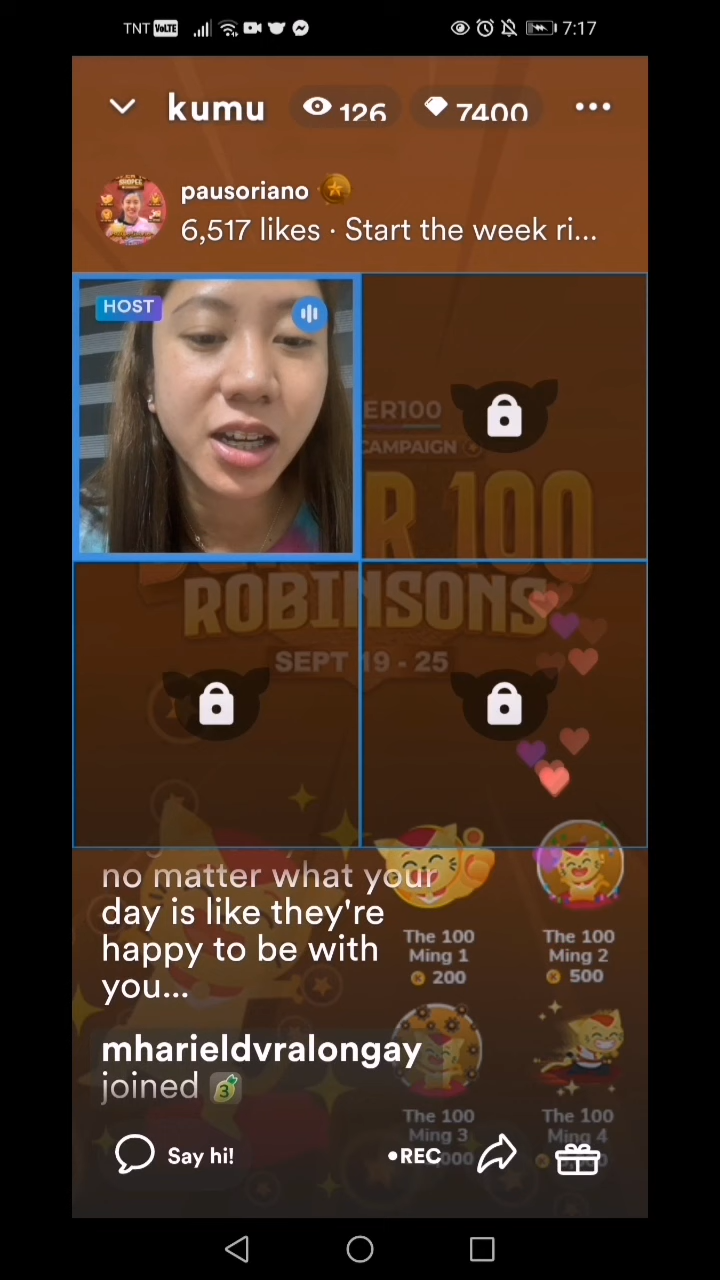 TNT VoLTE 7:17
kumu 126 7400
pausoriano
6,517 likes · Start the week ri...
HOST
ER100
CAMPAIGN
R 100
ROBINSONS
SEPT 19 - 25
no matter what your
day is like they're
happy to be with
you...
mharieldvralongay
joined 3
The 100
Ming 1
200
The 100
Ming 2
500
The 100
Ming 3
The 100
Ming 4
Say hi!
•REC